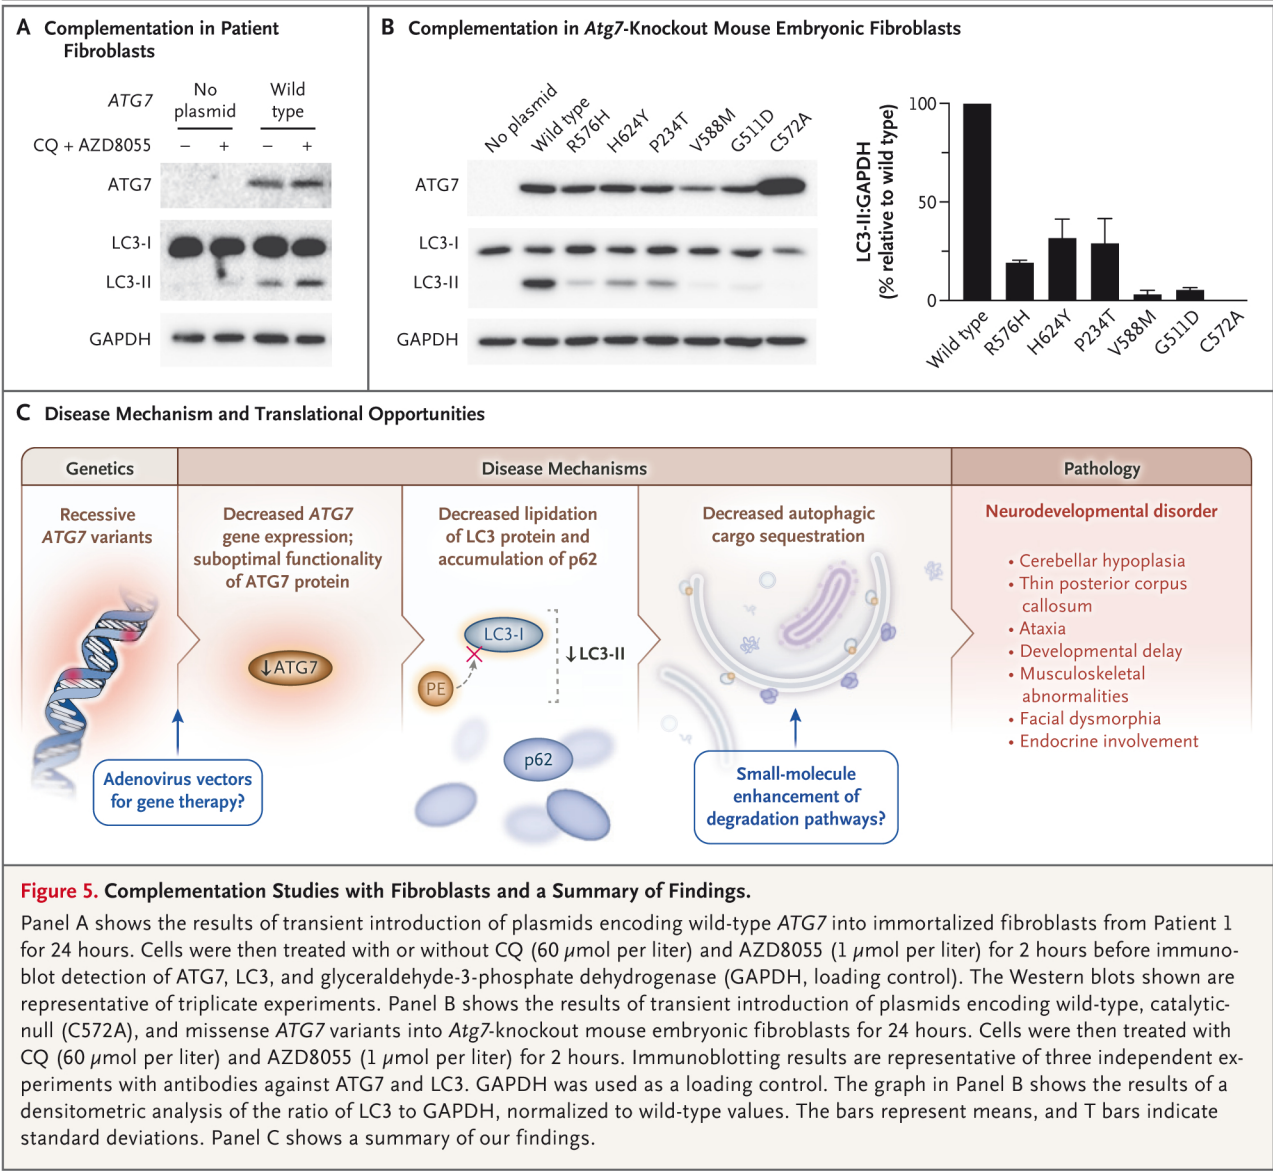 A Complementation in Patient
Fibroblasts
ATG7
No
plasmid
Wild
type
CQ + AZD8055
– + – +
ATG7
LC3-I
LC3-II
GAPDH
B Complementation in Atg7-Knockout Mouse Embryonic Fibroblasts
No plasmid
Wild type
R576H
H624Y
P234T
V588M
G511D
C572A
ATG7
LC3-I
LC3-II
GAPDH
LC3-II:GAPDH
(% relative to wild type)
100
50
0
Wild type
R576H
H624Y
P234T
V588M
G511D
C572A
C Disease Mechanism and Translational Opportunities
Genetics
Disease Mechanisms
Pathology
Recessive
ATG7 variants
Adenovirus vectors
for gene therapy?
Decreased ATG7
gene expression;
suboptimal functionality
of ATG7 protein
↓ATG7
Decreased lipidation
of LC3 protein and
accumulation of p62
LC3-I
PE
↓LC3-II
p62
Decreased autophagic
cargo sequestration
Small-molecule
enhancement of
degradation pathways?
Neurodevelopmental disorder
• Cerebellar hypoplasia
• Thin posterior corpus
callosum
• Ataxia
• Developmental delay
• Musculoskeletal
abnormalities
• Facial dysmorphia
• Endocrine involvement
Figure 5. Complementation Studies with Fibroblasts and a Summary of Findings.
Panel A shows the results of transient introduction of plasmids encoding wild-type ATG7 into immortalized fibroblasts from Patient 1
for 24 hours. Cells were then treated with or without CQ (60 μmol per liter) and AZD8055 (1 μmol per liter) for 2 hours before immuno-
blot detection of ATG7, LC3, and glyceraldehyde-3-phosphate dehydrogenase (GAPDH, loading control). The Western blots shown are
representative of triplicate experiments. Panel B shows the results of transient introduction of plasmids encoding wild-type, catalytic-
null (C572A), and missense ATG7 variants into Atg7-knockout mouse embryonic fibroblasts for 24 hours. Cells were then treated with
CQ (60 μmol per liter) and AZD8055 (1 μmol per liter) for 2 hours. Immunoblotting results are representative of three independent ex-
periments with antibodies against ATG7 and LC3. GAPDH was used as a loading control. The graph in Panel B shows the results of a
densitometric analysis of the ratio of LC3 to GAPDH, normalized to wild-type values. The bars represent means, and T bars indicate
standard deviations. Panel C shows a summary of our findings.